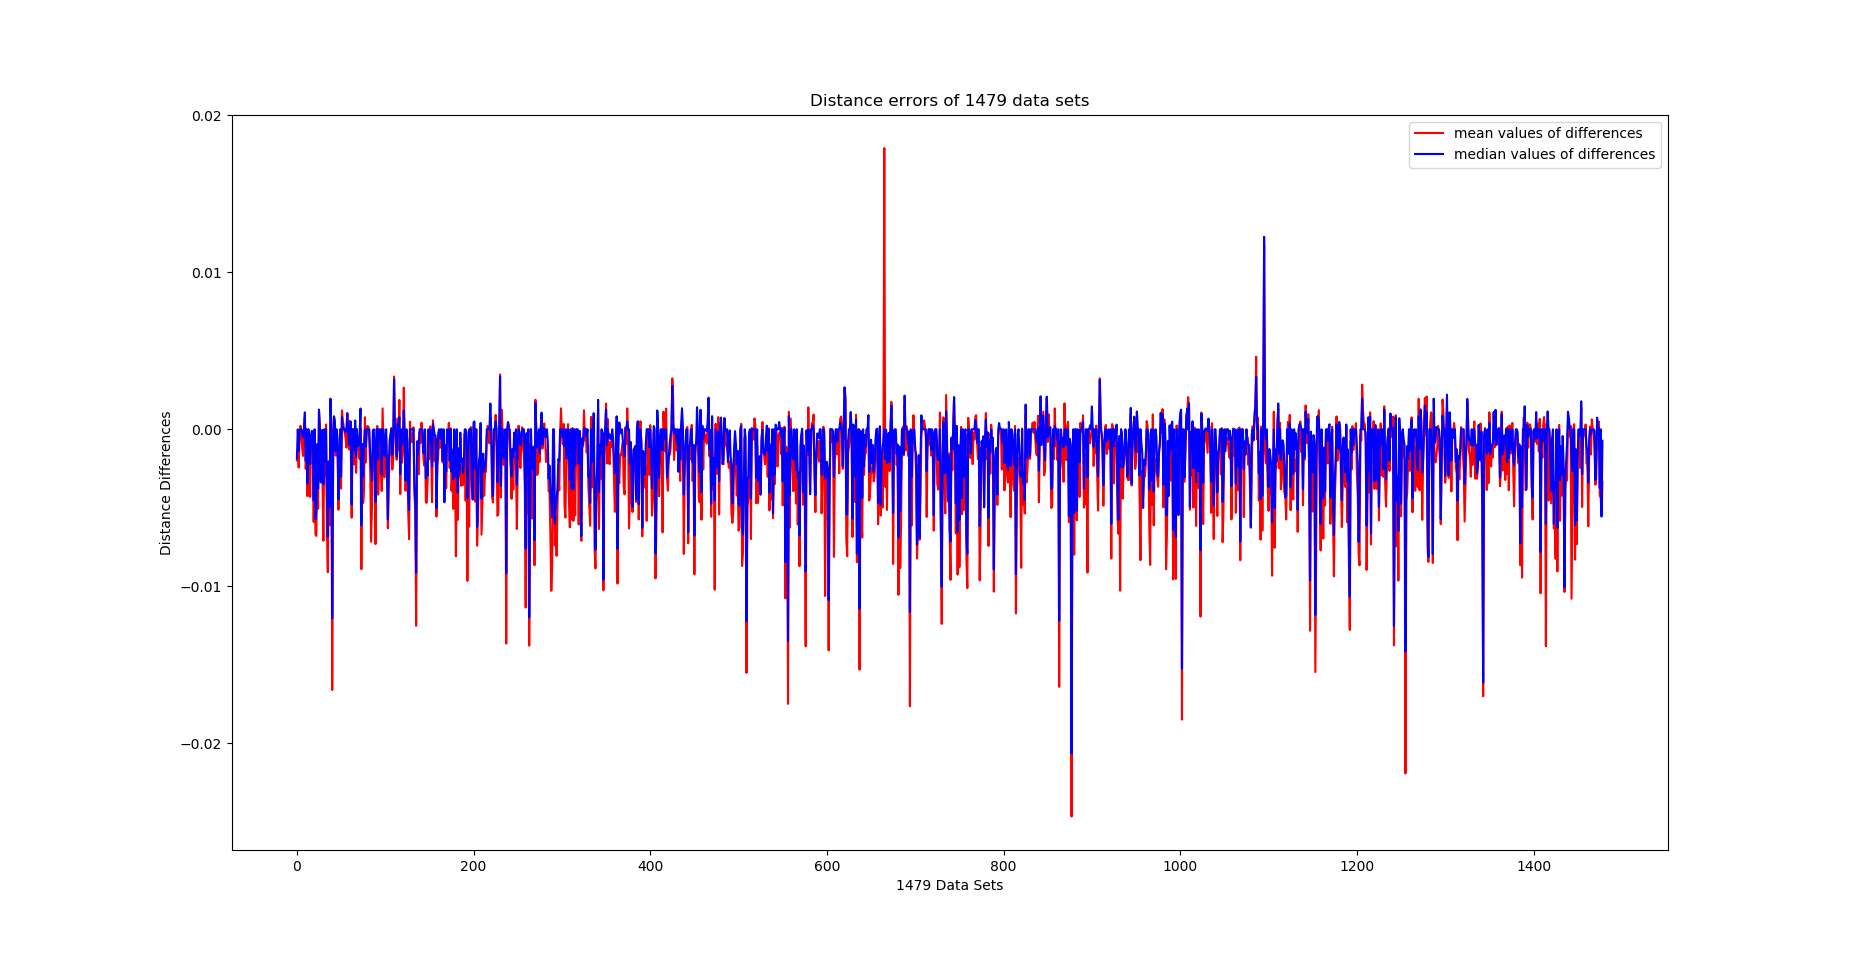 Distance errors of 1479 data sets
mean values of differences
median values of differences
0.02
0.01
0.00
−0.01
−0.02
Distance Differences
0 200 400 600 800 1000 1200 1400
1479 Data Sets